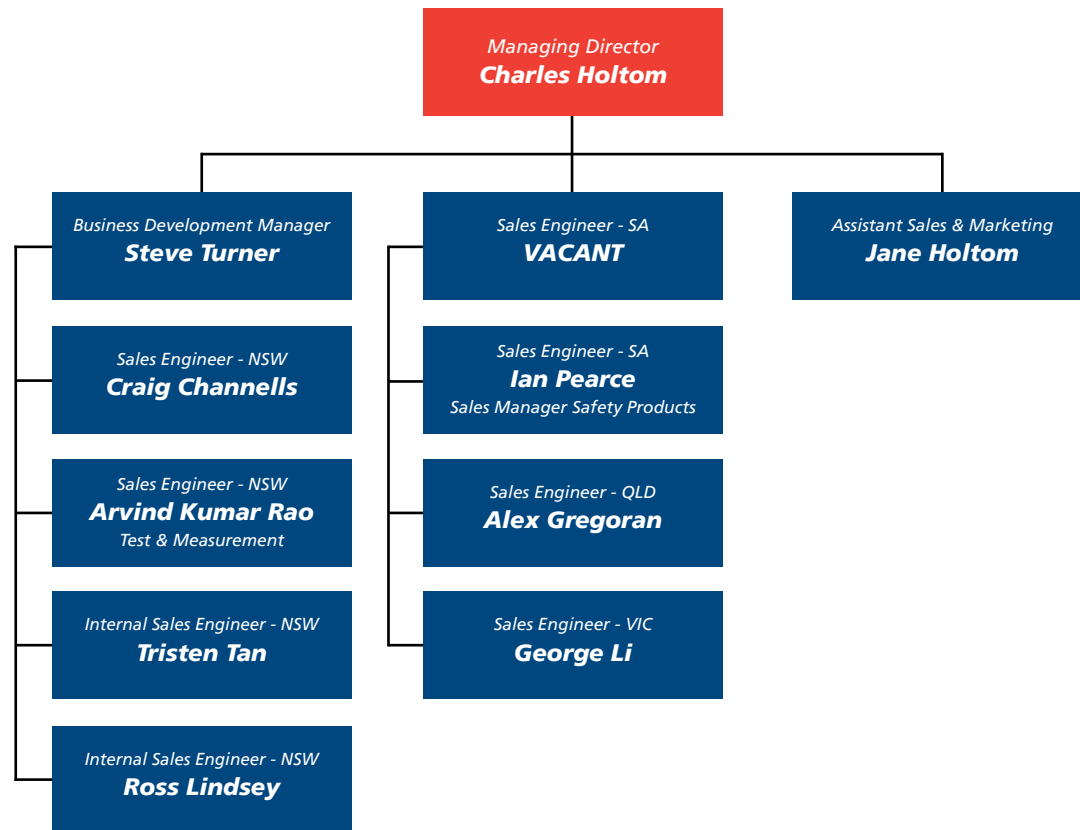 Managing Director
Charles Holtom
Business Development Manager
Steve Turner
Sales Engineer - NSW
Craig Channells
Sales Engineer - NSW
Arvind Kumar Rao
Test & Measurement
Internal Sales Engineer - NSW
Tristen Tan
Internal Sales Engineer - NSW
Ross Lindsey
Sales Engineer - SA
VACANT
Sales Engineer - SA
Ian Pearce
Sales Manager Safety Products
Sales Engineer - QLD
Alex Gregoran
Sales Engineer - VIC
George Li
Assistant Sales & Marketing
Jane Holtom